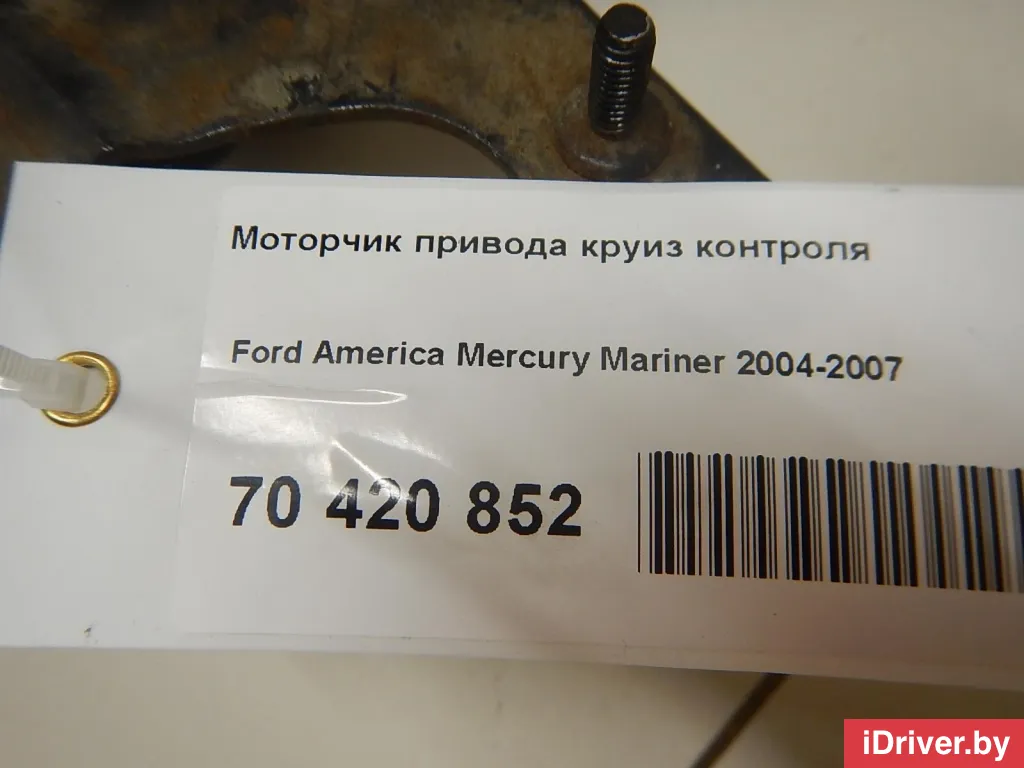 Моторчик привода круиз контроля
Ford America Mercury Mariner 2004-2007
70 420 852
iDriver.by